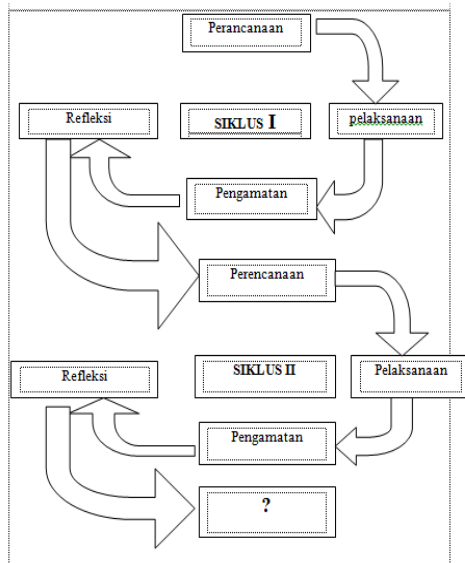 Perancanaan
Refleksi
SIKLUS I
pelaksanaan
Pengamatan
Perencanaan
Refleksi
SIKLUS II
Pelaksanaan
Pengamatan
?